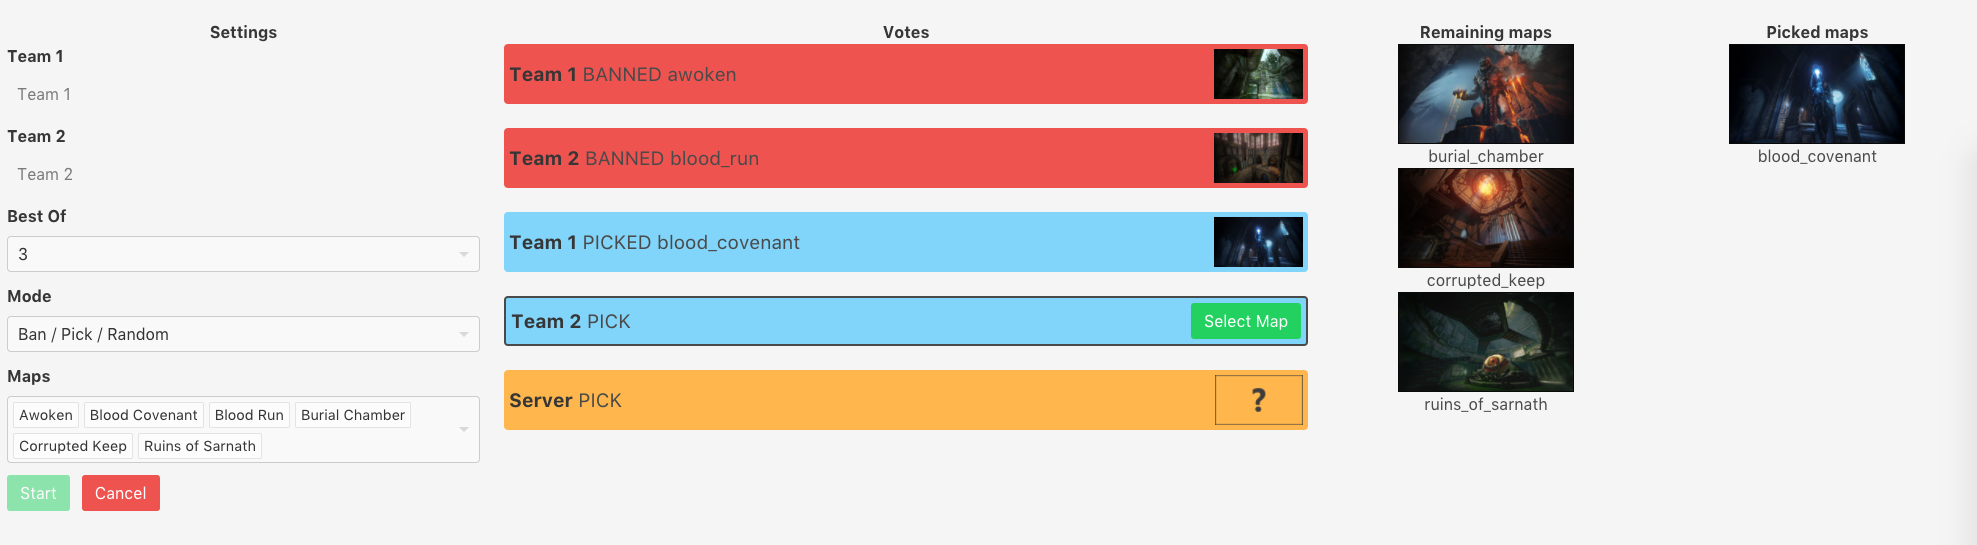 Settings
Team 1
Team 1
Team 2
Team 2
Best Of
3
Mode
Ban / Pick / Random
Maps
Awoken Blood Covenant Blood Run Burial Chamber
Corrupted Keep Ruins of Sarnath
Start Cancel
Votes
Team 1 BANNED awoken
Team 2 BANNED blood_run
Team 1 PICKED blood_covenant
Team 2 PICK Select Map
Server PICK ?
Remaining maps
burial_chamber
corrupted_keep
ruins_of_sarnath
Picked maps
blood_covenant